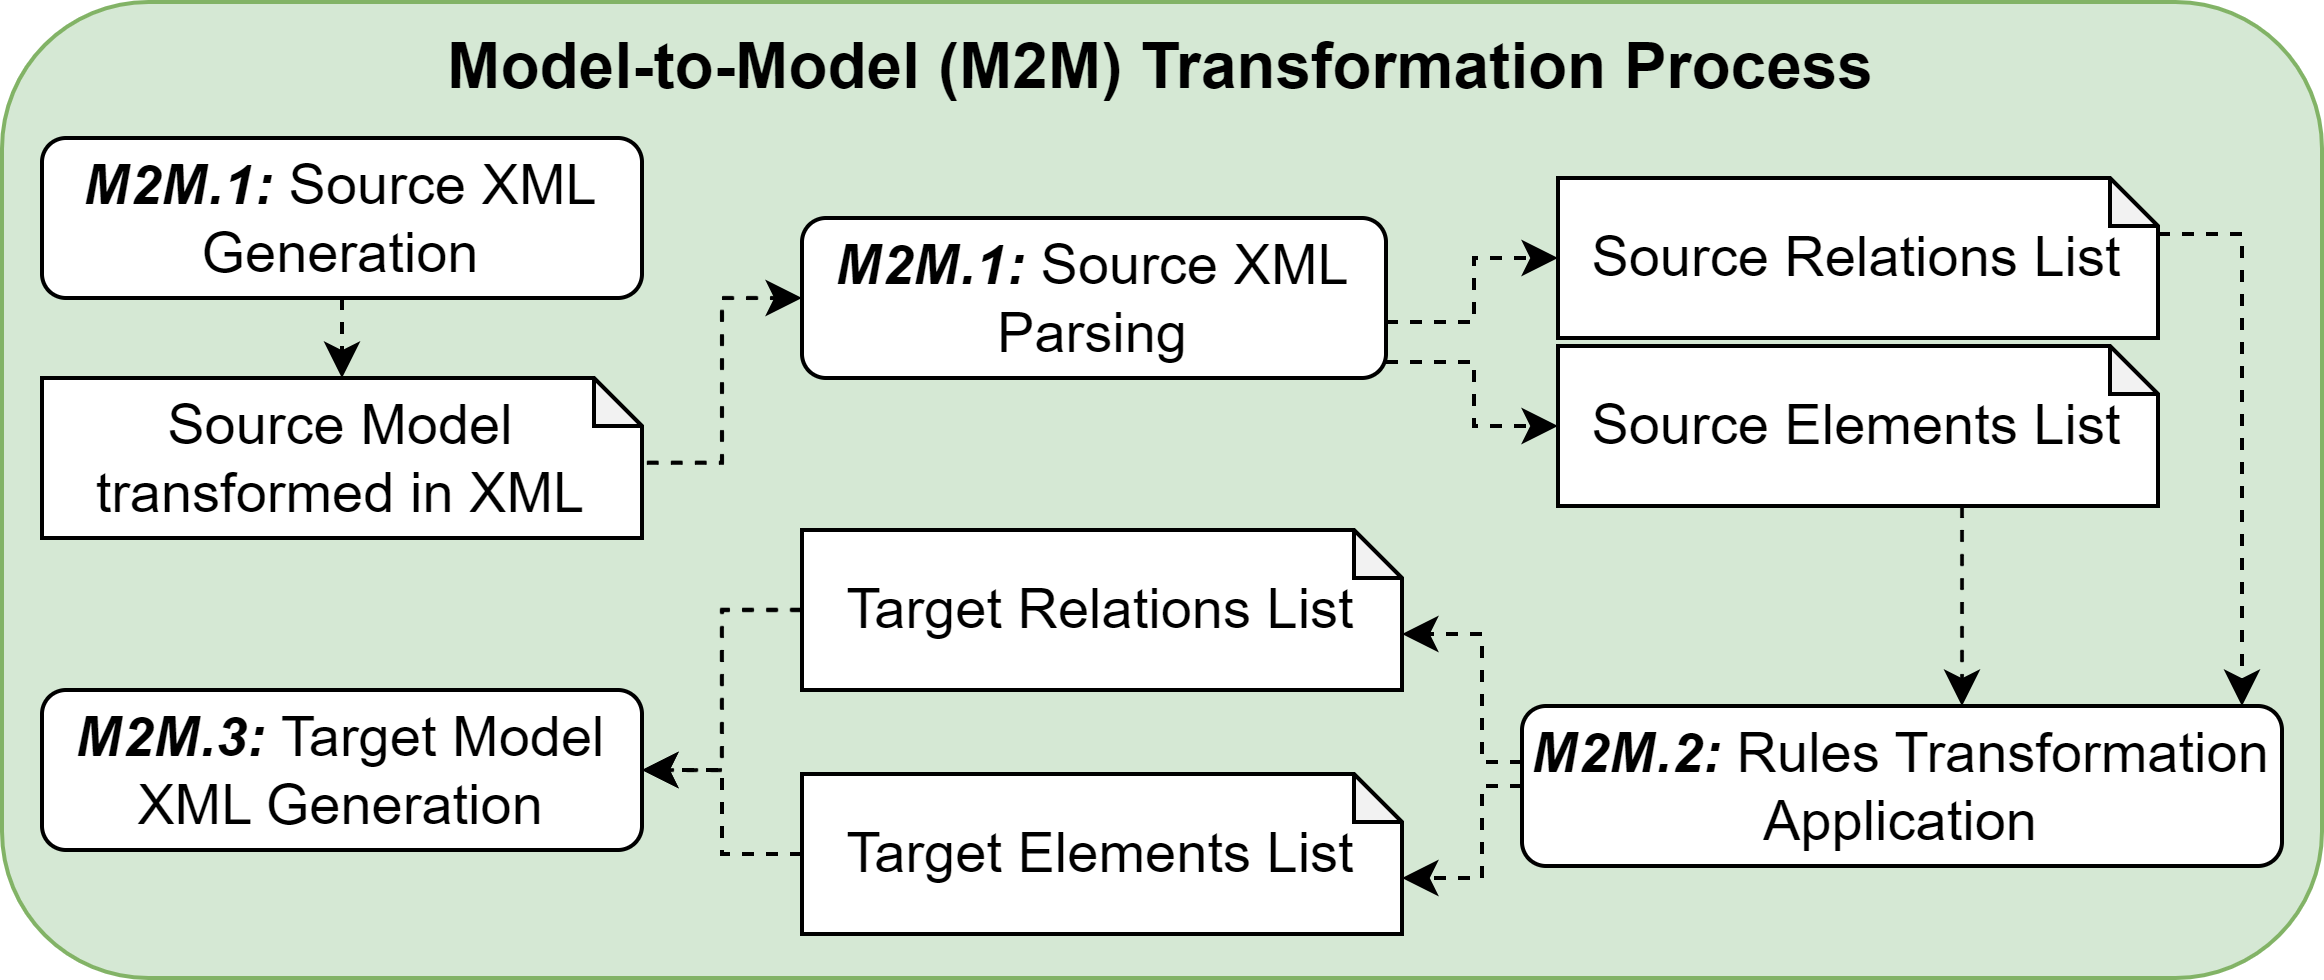 Model-to-Model (M2M) Transformation Process
M2M.1: Source XML
Generation
Source Model
transformed in XML
M2M.1: Source XML
Parsing
Source Relations List
Source Elements List
M2M.2: Rules Transformation
Application
Target Relations List
Target Elements List
M2M.3: Target Model
XML Generation